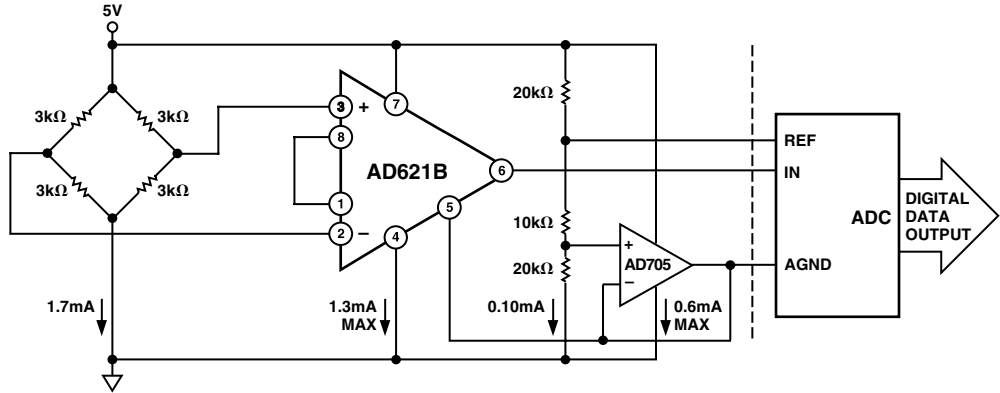 5V
3kΩ
3kΩ
3kΩ
3kΩ
1.7mA
3
+
8
1
2
−
7
AD621B
6
5
4
1.3mA
MAX
20kΩ
10kΩ
20kΩ
0.10mA
+
AD705
−
0.6mA
MAX
REF
IN
ADC
AGND
DIGITAL
DATA
OUTPUT